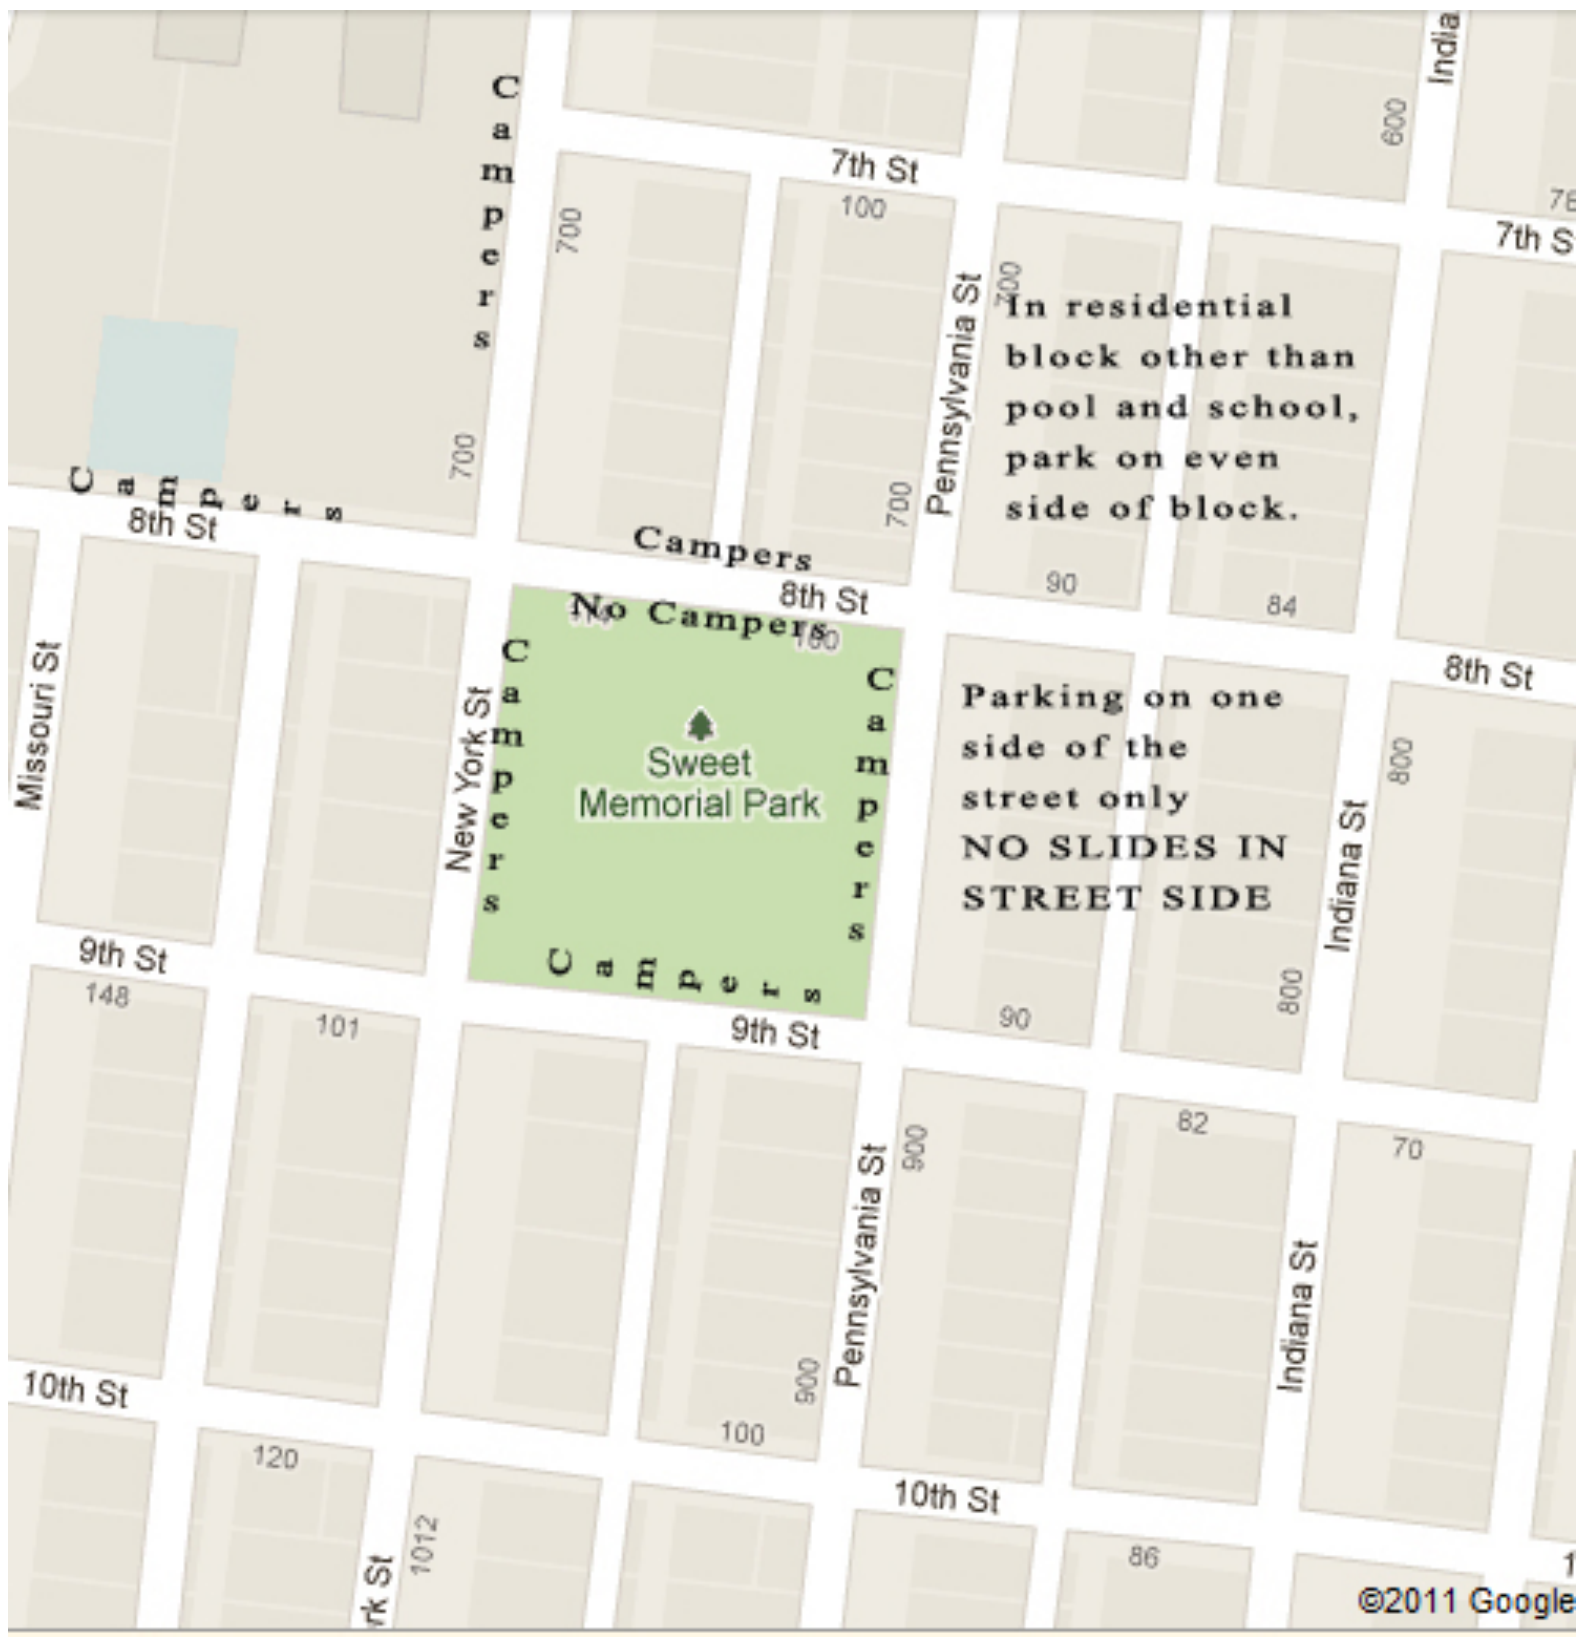 India
Campers
600
7th St
76
100
700
7th S
700
Pennsylvania St
In residential
block other than
pool and school,
park on even
side of block.
700
700
Campers
8th St
Campers
8th St
90
84
No Campers
160
8th St
Missouri St
New York St
Campers
Campers
Sweet
Memorial Park
Parking on one
side of the
street only
NO SLIDES IN
STREET SIDE
800
Indiana St
Campers
9th St
148
101
9th St
90
800
82
70
900
Pennsylvania St
Indiana St
900
10th St
100
120
10th St
1012
rk St
86
1
©2011 Google